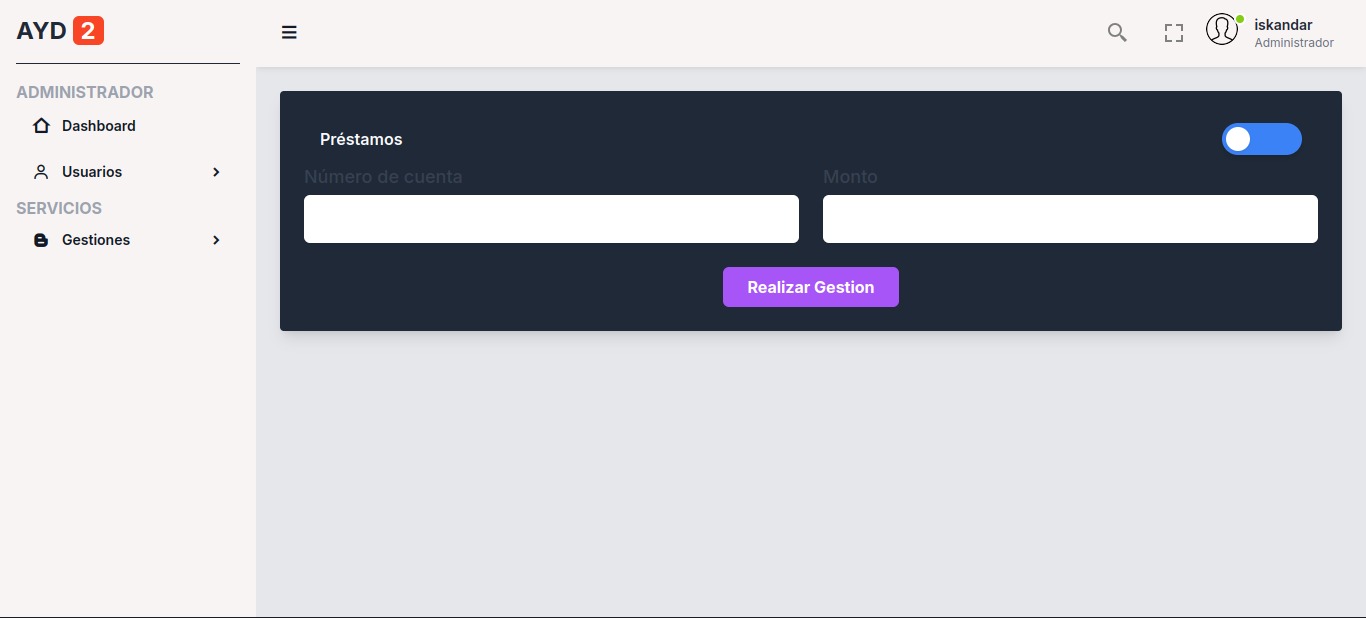 AYD 2
ADMINISTRADOR
Dashboard
Usuarios
SERVICIOS
Gestiones
iskandar
Administrador
Préstamos
Número de cuenta
Monto
Realizar Gestion